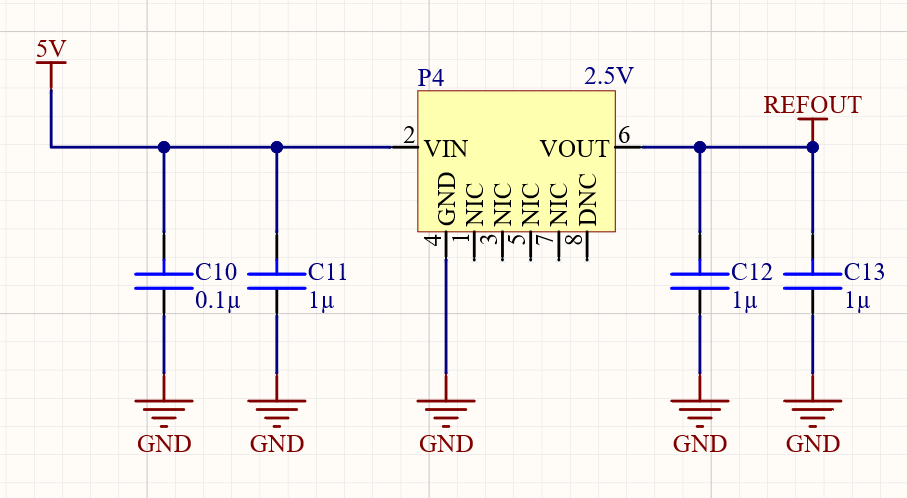 5V
P4
2.5V
REFOUT
2
VIN
VOUT
6
GND
NIC
NIC
NIC
NIC
DNC
4
1
3
5
7
8
C10
0.1µ
C11
1µ
C12
1µ
C13
1µ
GND
GND
GND
GND
GND